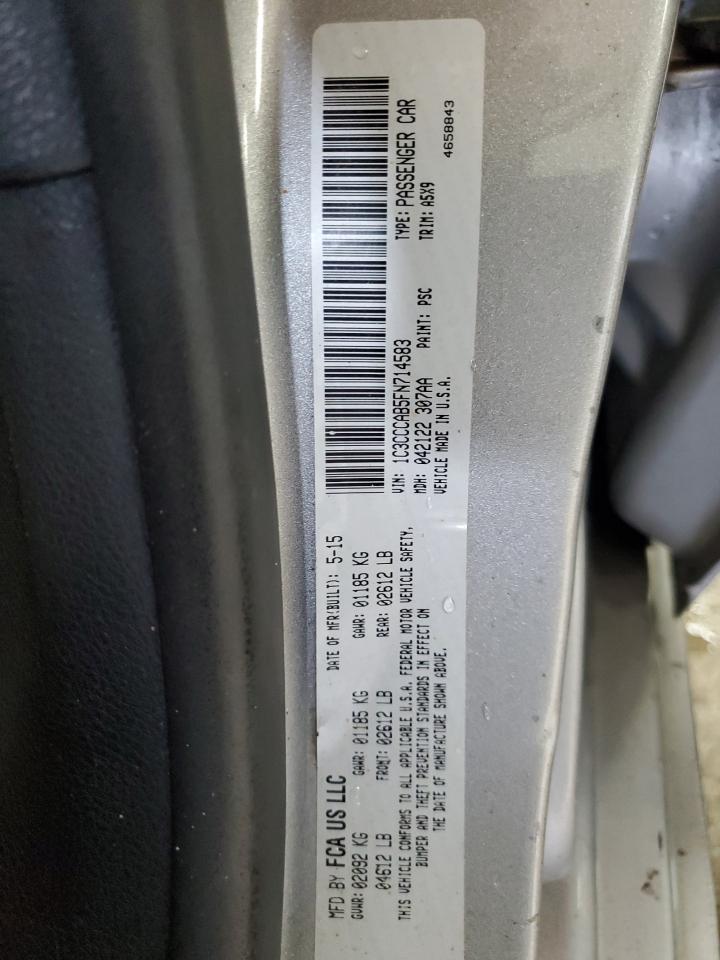 MFD BY FCA US LLC
DATE OF MFR(BUILT): 5-15
GVWR: 02092 KG GAWR: 01185 KG GAWR: 01185 KG
04612 LB FRONT: 02612 LB REAR: 02612 LB
THIS VEHICLE CONFORMS TO ALL APPLICABLE U.S.A. FEDERAL MOTOR VEHICLE SAFETY,
BUMPER AND THEFT PREVENTION STANDARDS IN EFFECT ON
THE DATE OF MANUFACTURE SHOWN ABOVE.
VIN: 1C3CCCAB5FN714583 TYPE: PASSENGER CAR
MDH: 042122 307AA PAINT: PSC TRIM: A5X9
VEHICLE MADE IN U.S.A. 4658843